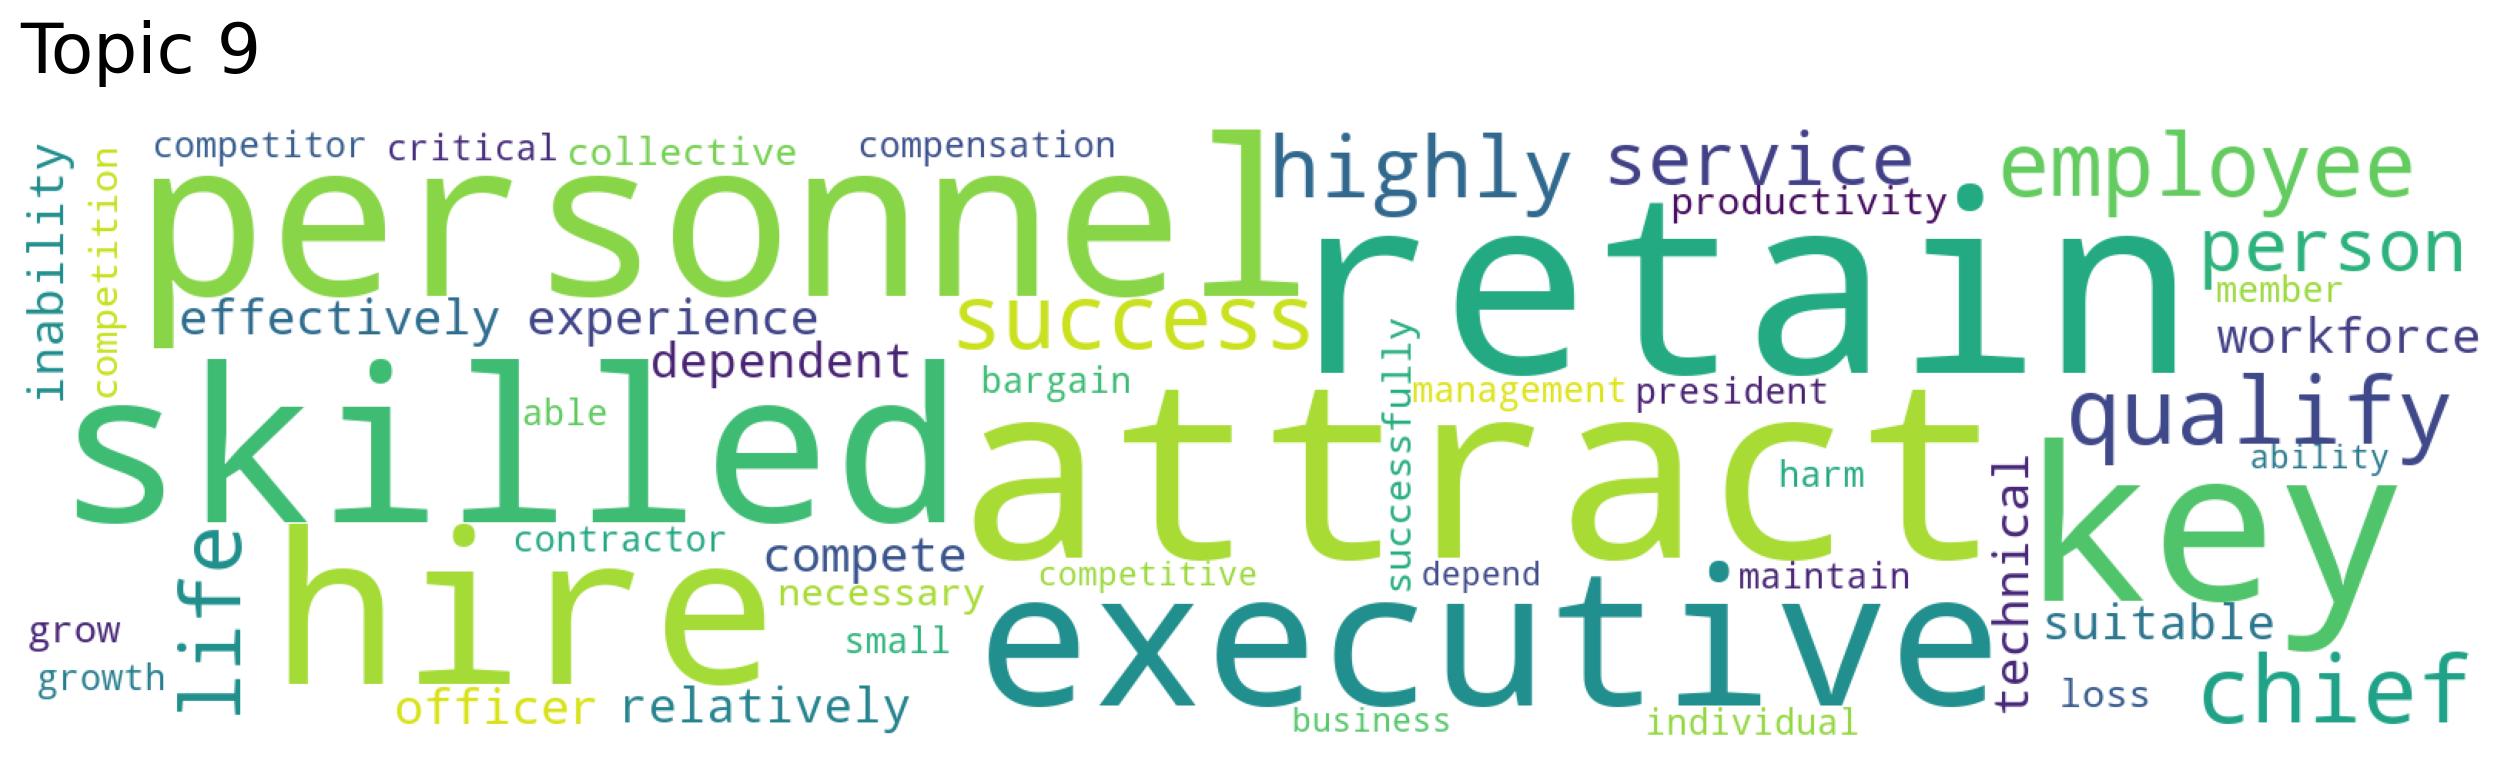 Topic 9
competitor critical collective compensation
inability
competition
personnel
highly
service
employee
productivity
retain
person
member
workforce
effectively experience
success
dependent
bargain
successfully
management president
skilled
able
attract
harm
qualify
ability
key
technical
life
contractor
compete
necessary
competitive
depend
maintain
hire
executive
grow
growth
small
suitable
officer
relatively
business
individual
loss
chief